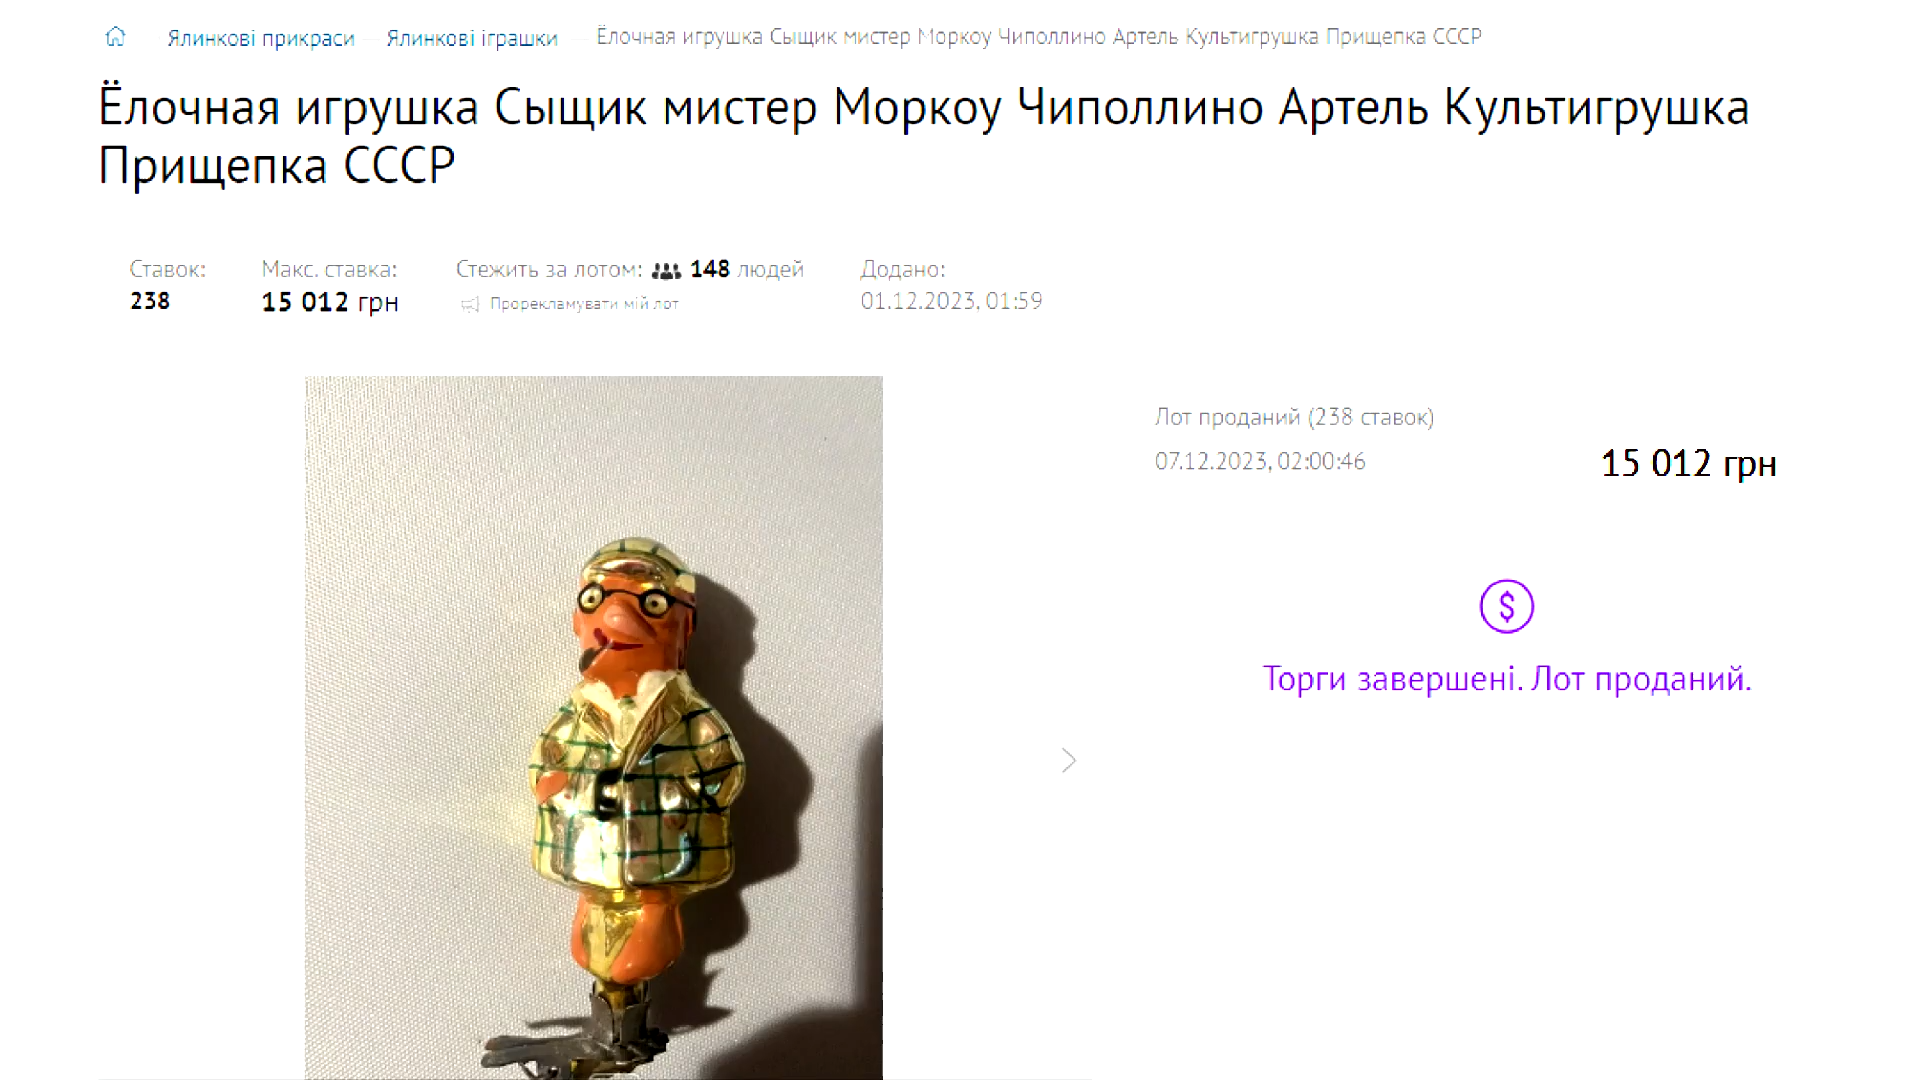 Ялинкові прикраси Ялинкові іграшки Ёлочная игрушка Сыщик мистер Моркоу Чиполлино Артель Культигрушка Прищепка СССР
Ёлочная игрушка Сыщик мистер Моркоу Чиполлино Артель Культигрушка
Прищепка СССР
Ставок: Макс. ставка: Стежить за лотом: 148 людей Додано:
238 15 012 грн Прорекламувати мій лот 01.12.2023, 01:59
Лот проданий (238 ставок)
07.12.2023, 02:00:46 15 012 грн
$
Торги завершені. Лот проданий.